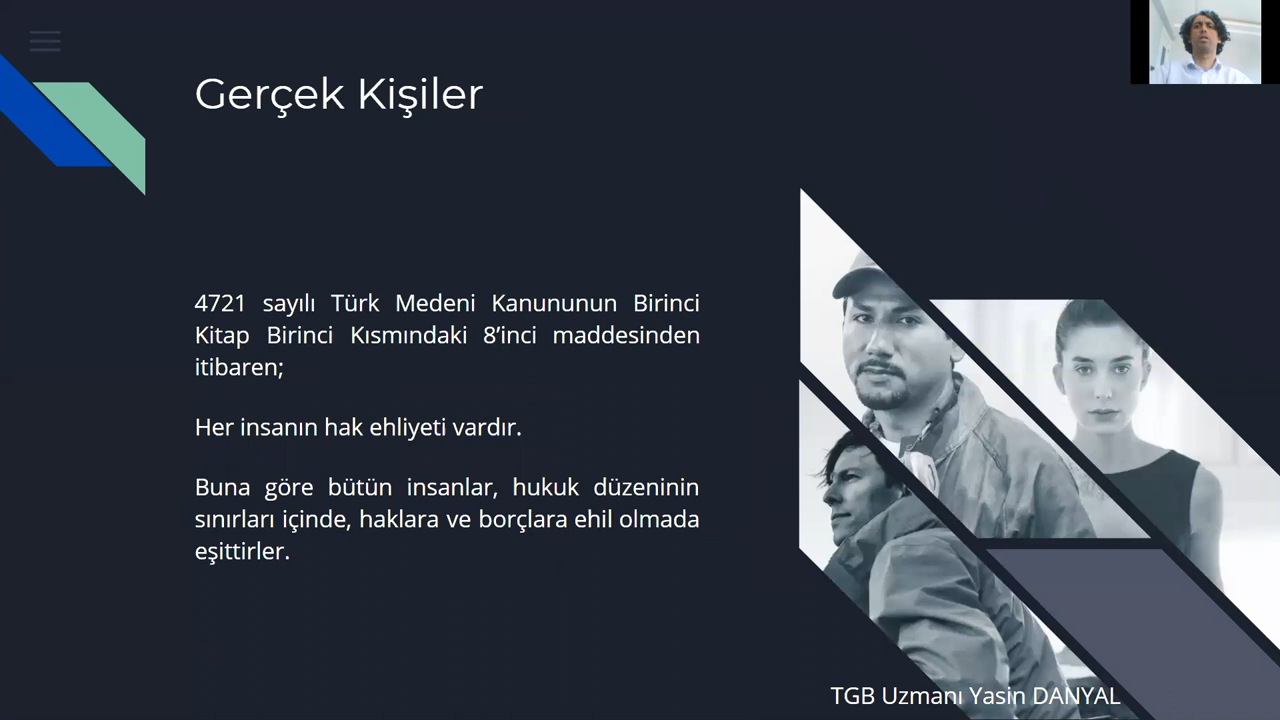 Gerçek Kişiler
4721 sayılı Türk Medeni Kanununun Birinci
Kitap Birinci Kısmındaki 8’inci maddesinden
itibaren;
Her insanın hak ehliyeti vardır.
Buna göre bütün insanlar, hukuk düzeninin
sınırları içinde, haklara ve borçlara ehil olmada
eşittirler.
TGB Uzmanı Yasin DANYAL